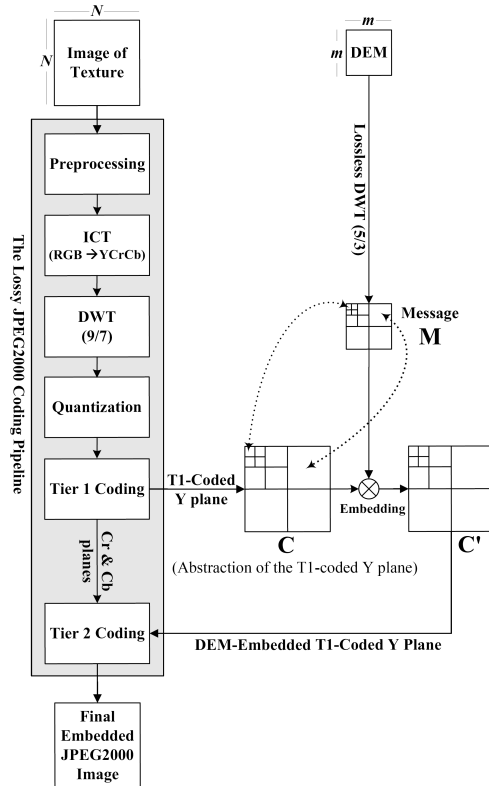 N
N
Image of
Texture
m
m
DEM
The Lossy JPEG2000 Coding Pipeline
Preprocessing
ICT
(RGB →YCrCb)
DWT
(9/7)
Quantization
Tier 1 Coding
Cr & Cb
planes
Tier 2 Coding
Final
Embedded
JPEG2000
Image
Lossless DWT (5/3)
Message
M
T1-Coded
Y plane
C
Embedding
C'
(Abstraction of the T1-coded Y plane)
DEM-Embedded T1-Coded Y Plane